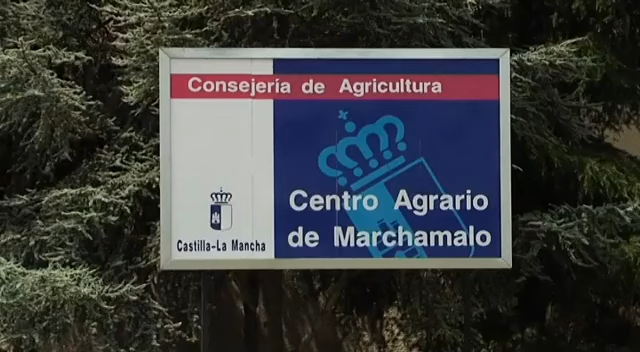 Consejería de Agricultura
Centro Agrario
de Marchamalo
Castilla-La Mancha